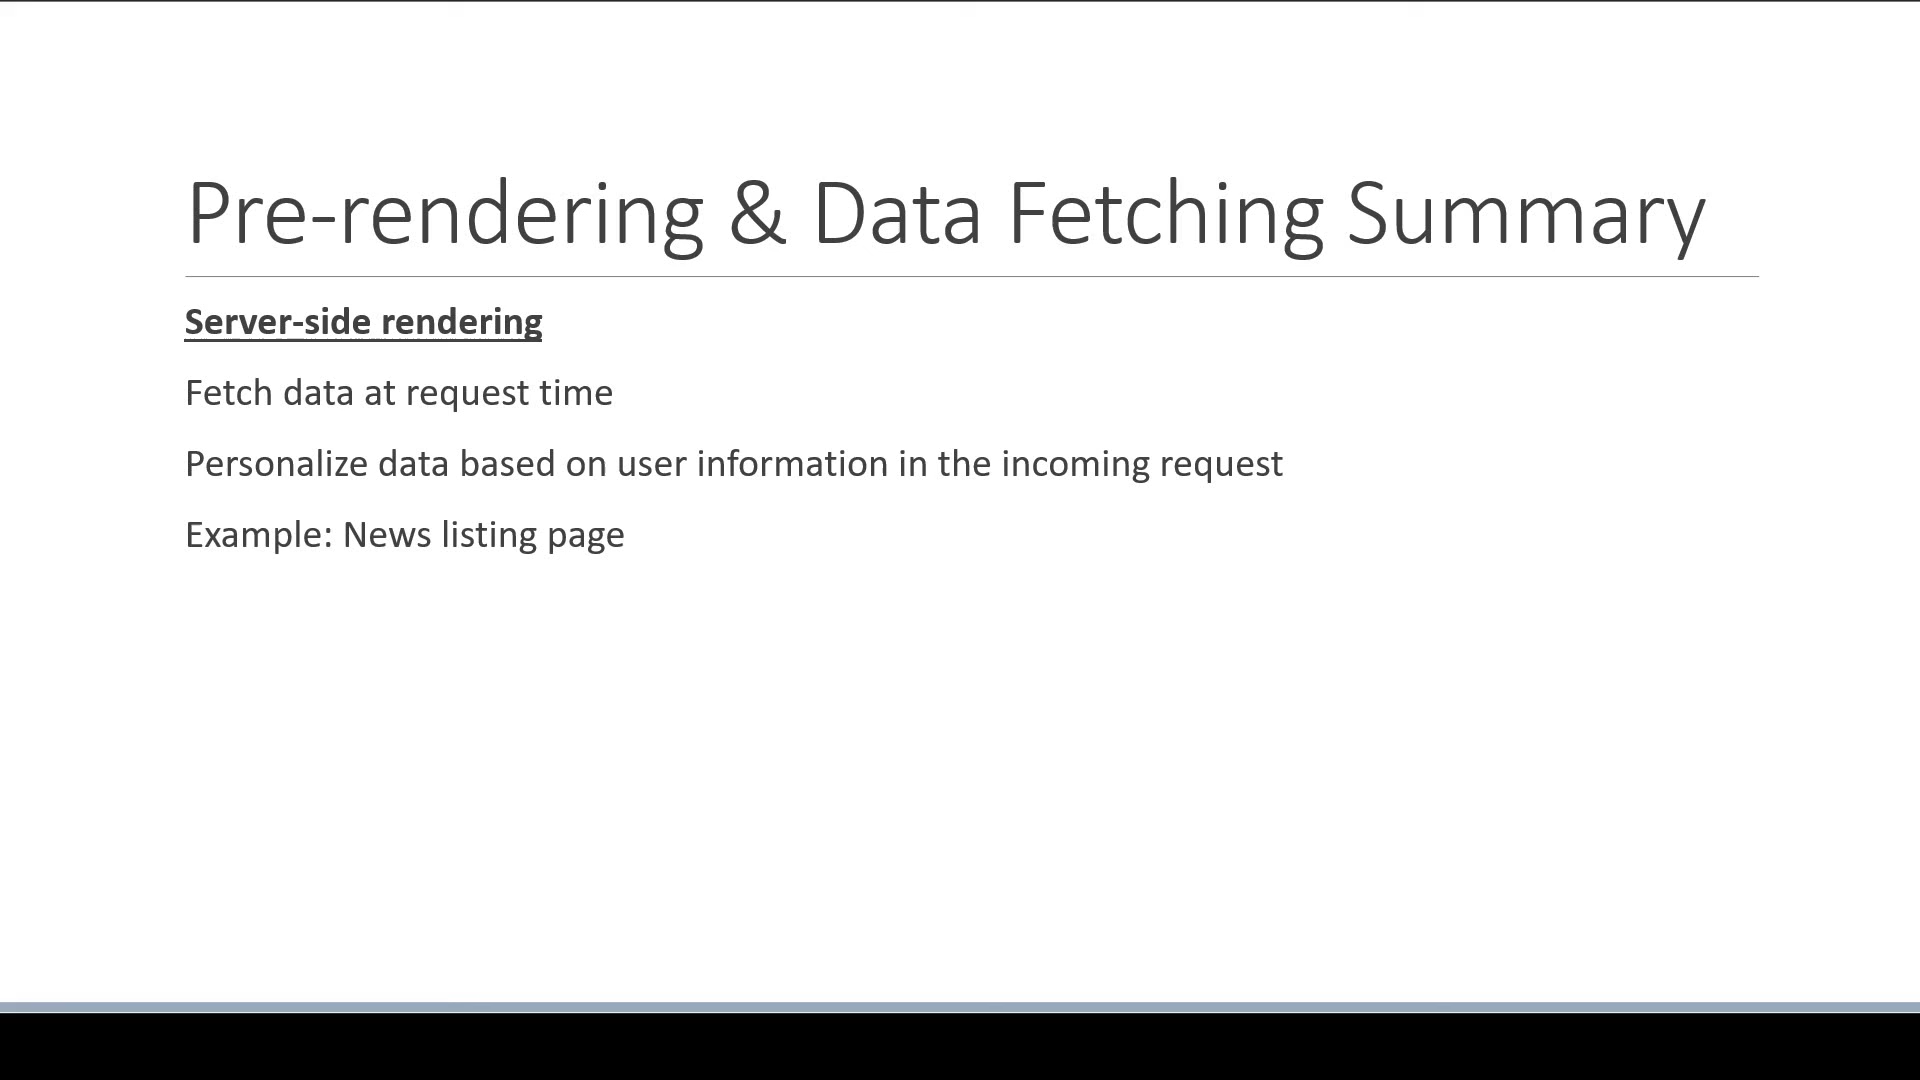 Pre-rendering & Data Fetching Summary
Server-side rendering
Fetch data at request time
Personalize data based on user information in the incoming request
Example: News listing page